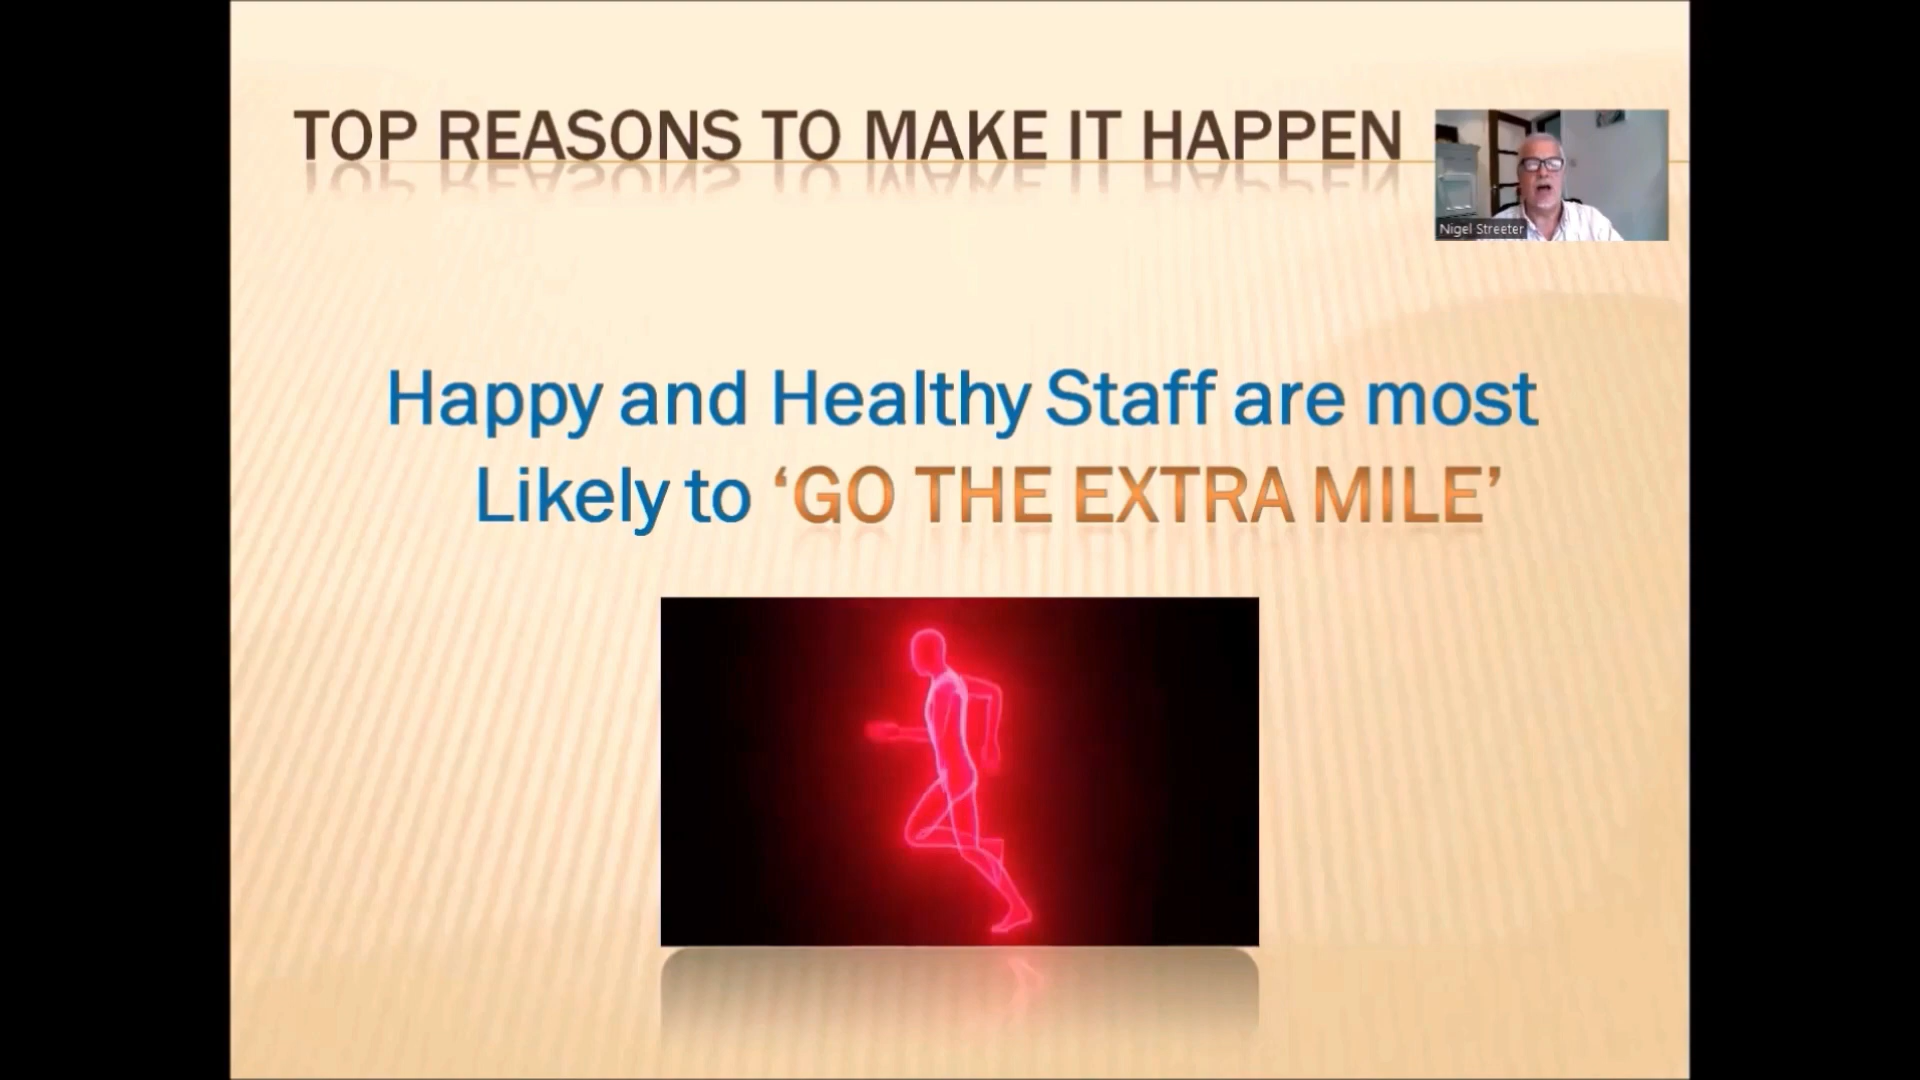 TOP REASONS TO MAKE IT HAPPEN
Nigel Streeter
Happy and Healthy Staff are most
Likely to ‘GO THE EXTRA MILE’